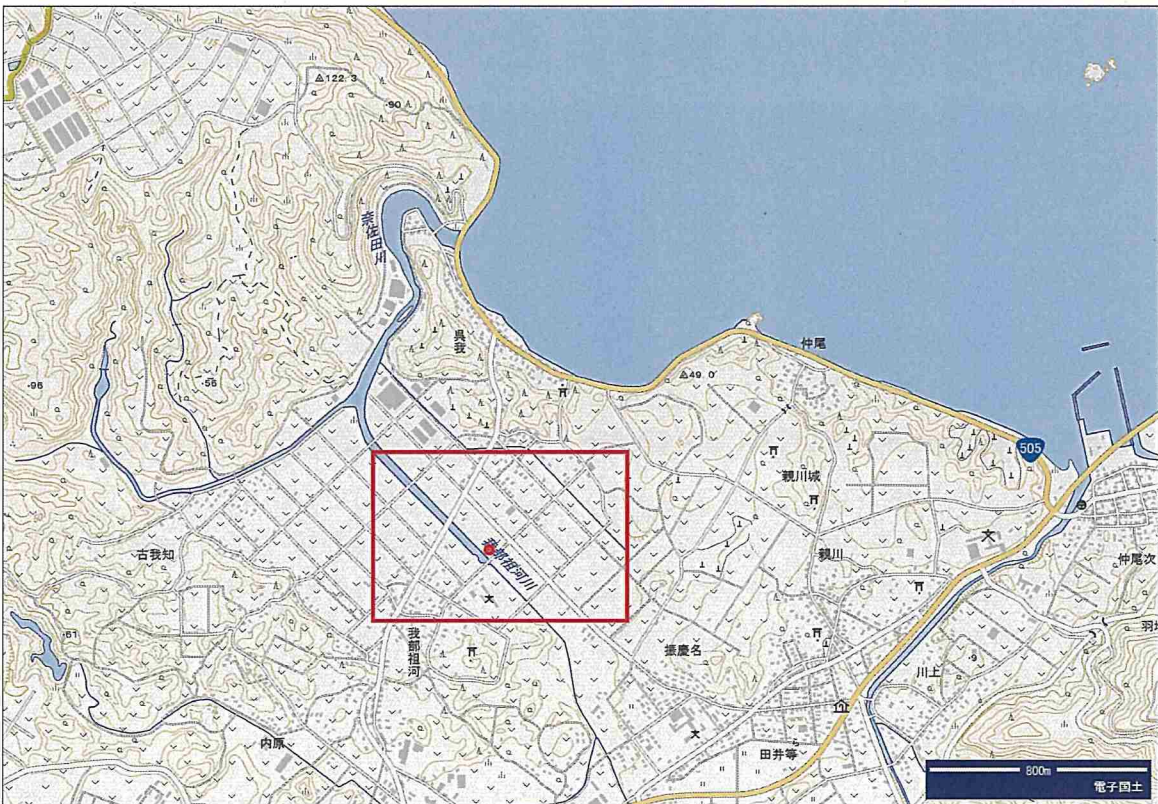 122.3
90
奈佐田川
呉我
仲尾
49.0
505
96
56
親川城
古我知
我部祖河川
親川
仲尾次
61
我部祖河
振慶名
川上
9
羽地
内原
田井等
800m
電子国土